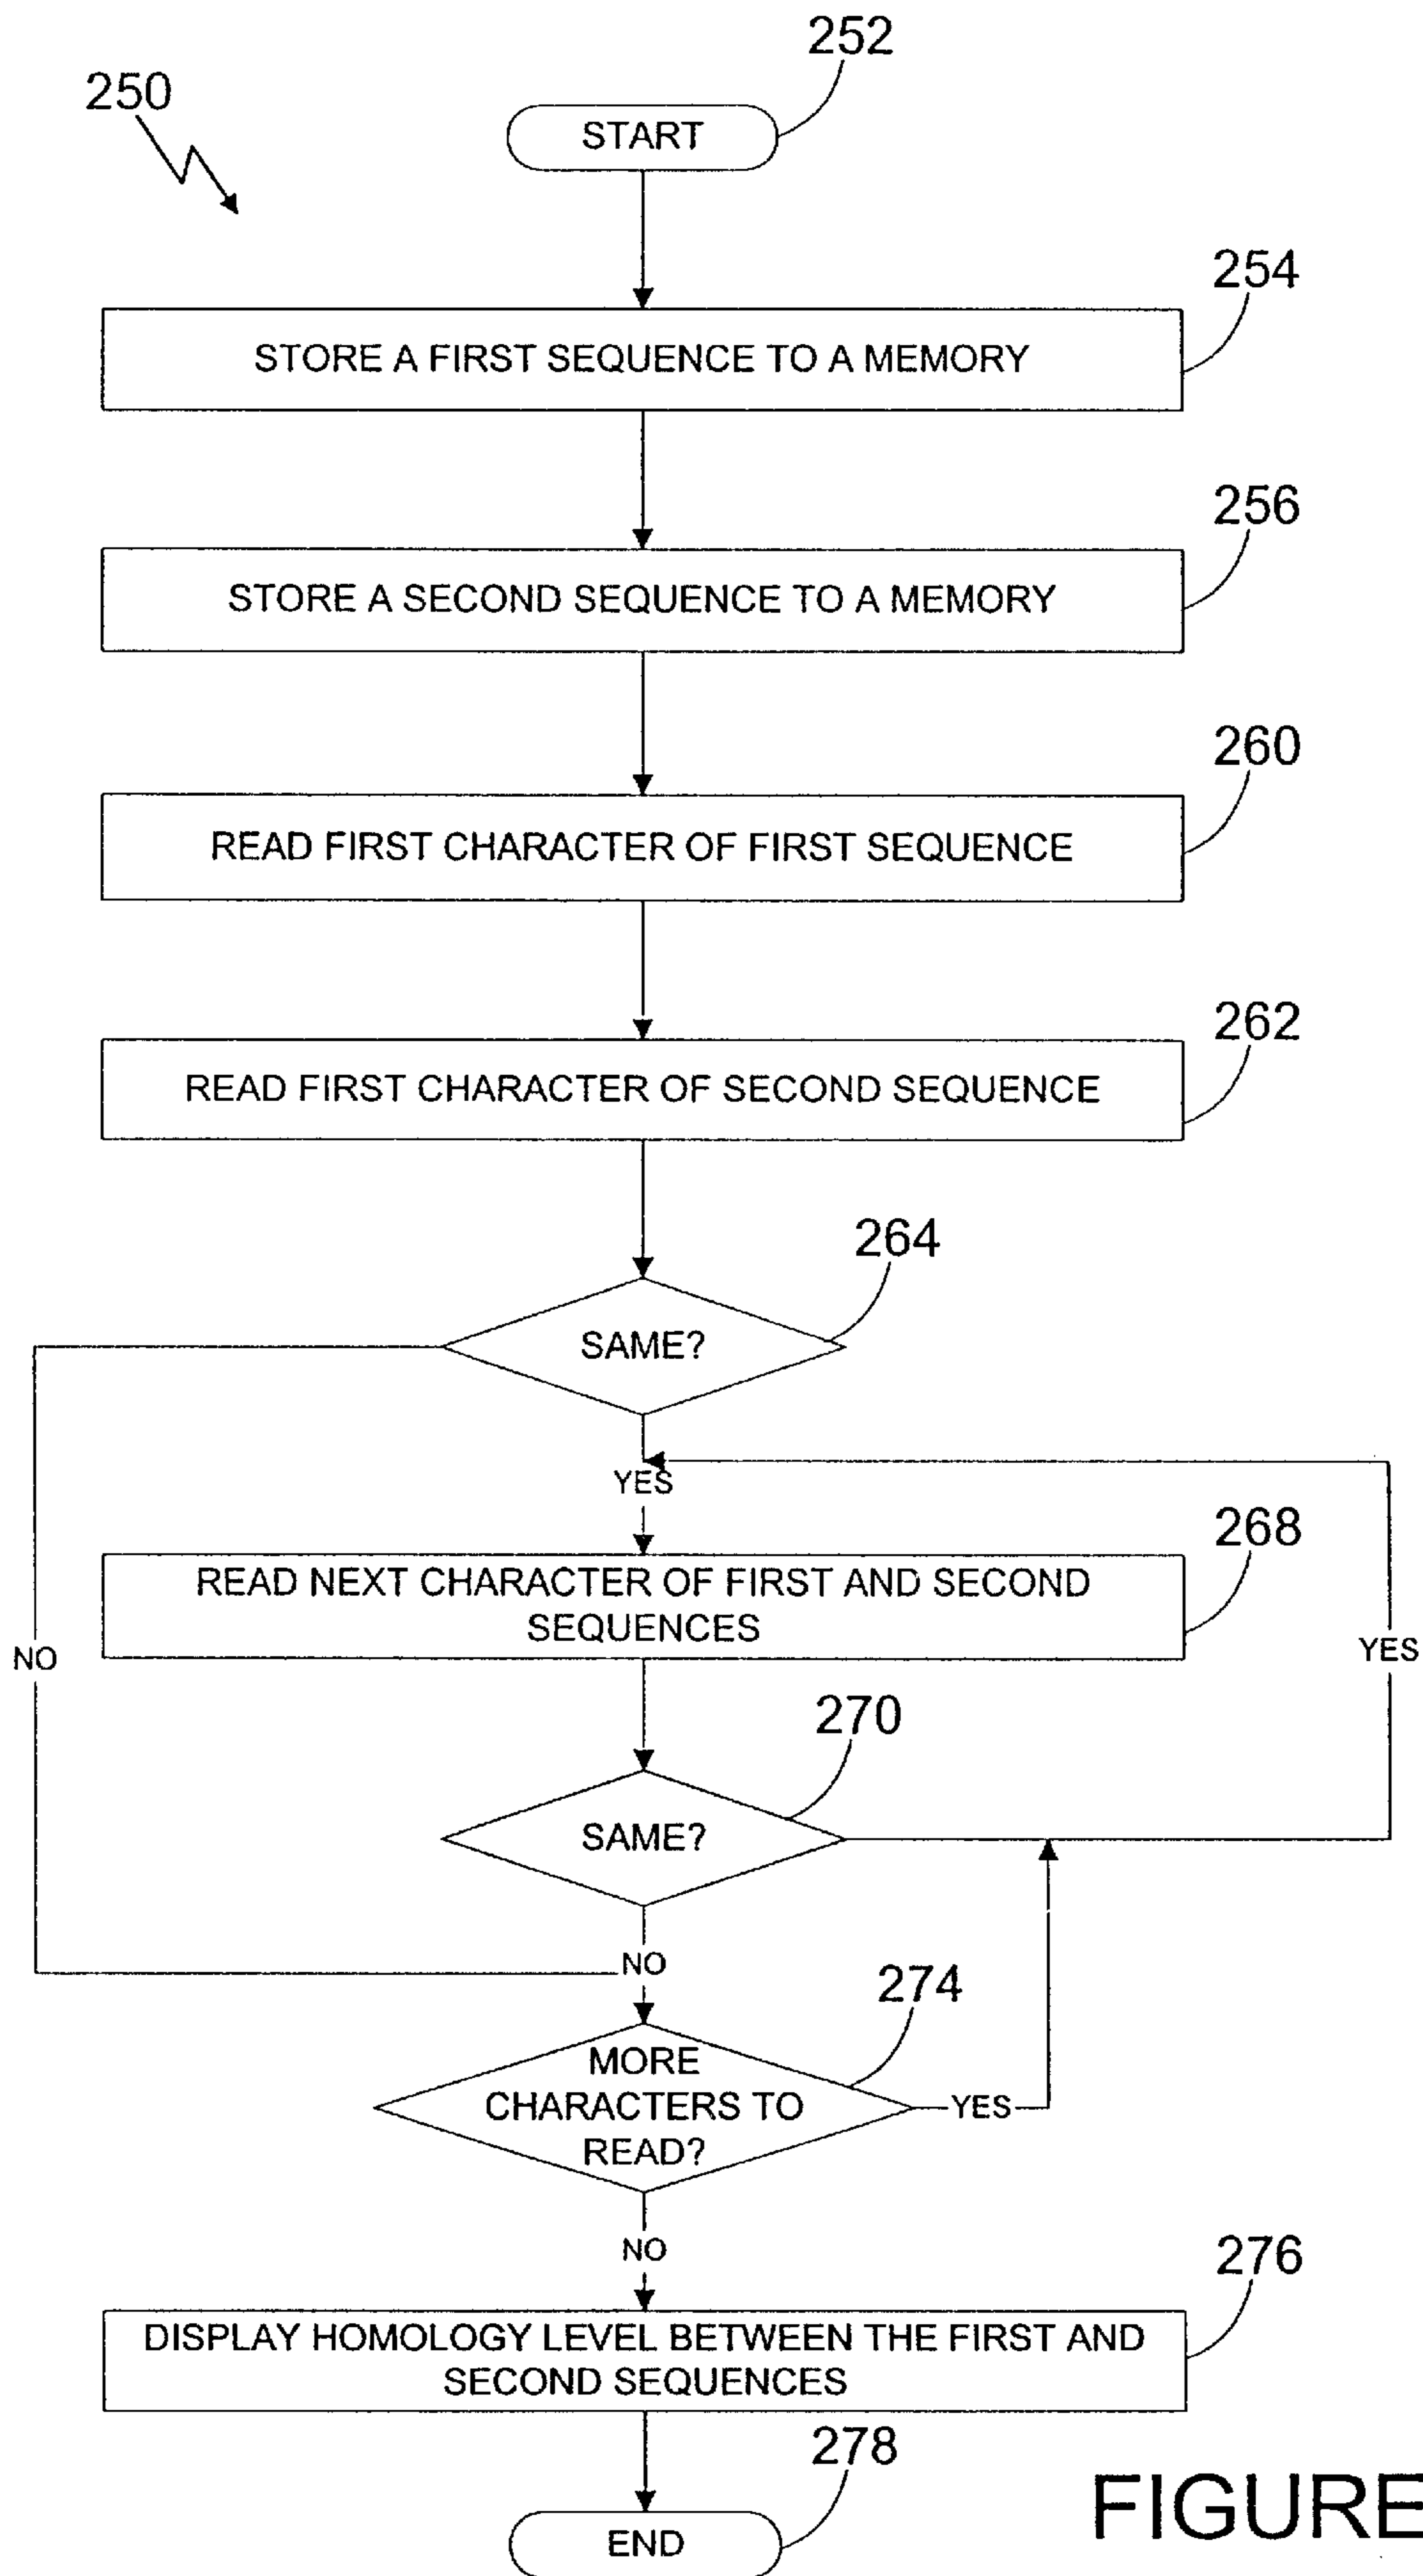 252
250
START
254
STORE A FIRST SEQUENCE TO A MEMORY
256
STORE A SECOND SEQUENCE TO A MEMORY
260
READ FIRST CHARACTER OF FIRST SEQUENCE
262
READ FIRST CHARACTER OF SECOND SEQUENCE
264
SAME?
YES
268
READ NEXT CHARACTER OF FIRST AND SECOND
SEQUENCES
NO
YES
270
SAME?
NO
274
MORE
CHARACTERS TO
READ?
YES
NO
276
DISPLAY HOMOLOGY LEVEL BETWEEN THE FIRST AND
SECOND SEQUENCES
278
END
FIGURE